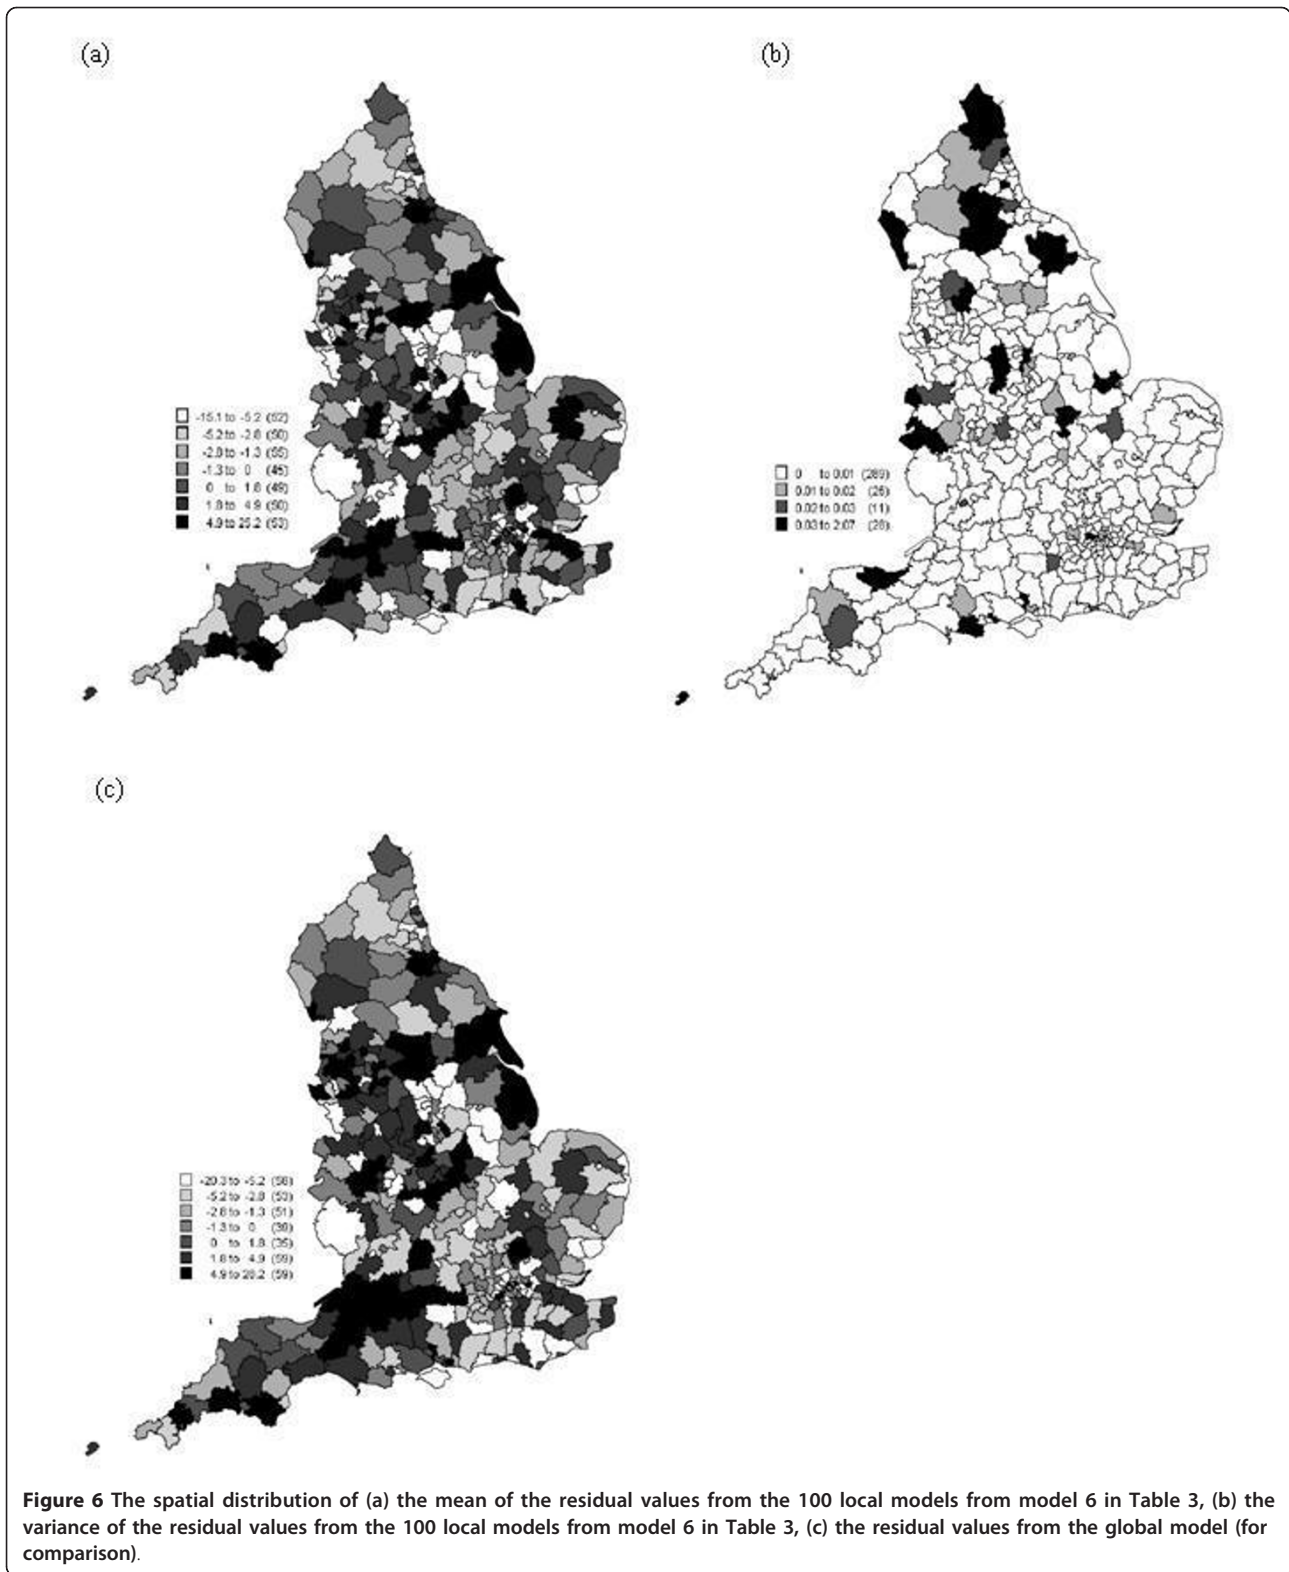 (a)
(b)
-15.1 to -5.2 (52)
-5.2 to -2.8 (50)
-2.8 to -1.3 (55)
-1.3 to 0 (45)
0 to 1.8 (49)
1.8 to 4.9 (50)
4.9 to 25.2 (53)
0 to 0.01 (289)
0.01 to 0.02 (26)
0.02 to 0.03 (11)
0.03 to 2.07 (28)
(c)
-20.3 to -5.2 (58)
-5.2 to -2.8 (53)
-2.8 to -1.3 (51)
-1.3 to 0 (39)
0 to 1.8 (35)
1.8 to 4.9 (59)
4.9 to 26.2 (59)
Figure 6 The spatial distribution of (a) the mean of the residual values from the 100 local models from model 6 in Table 3, (b) the
variance of the residual values from the 100 local models from model 6 in Table 3, (c) the residual values from the global model (for
comparison).